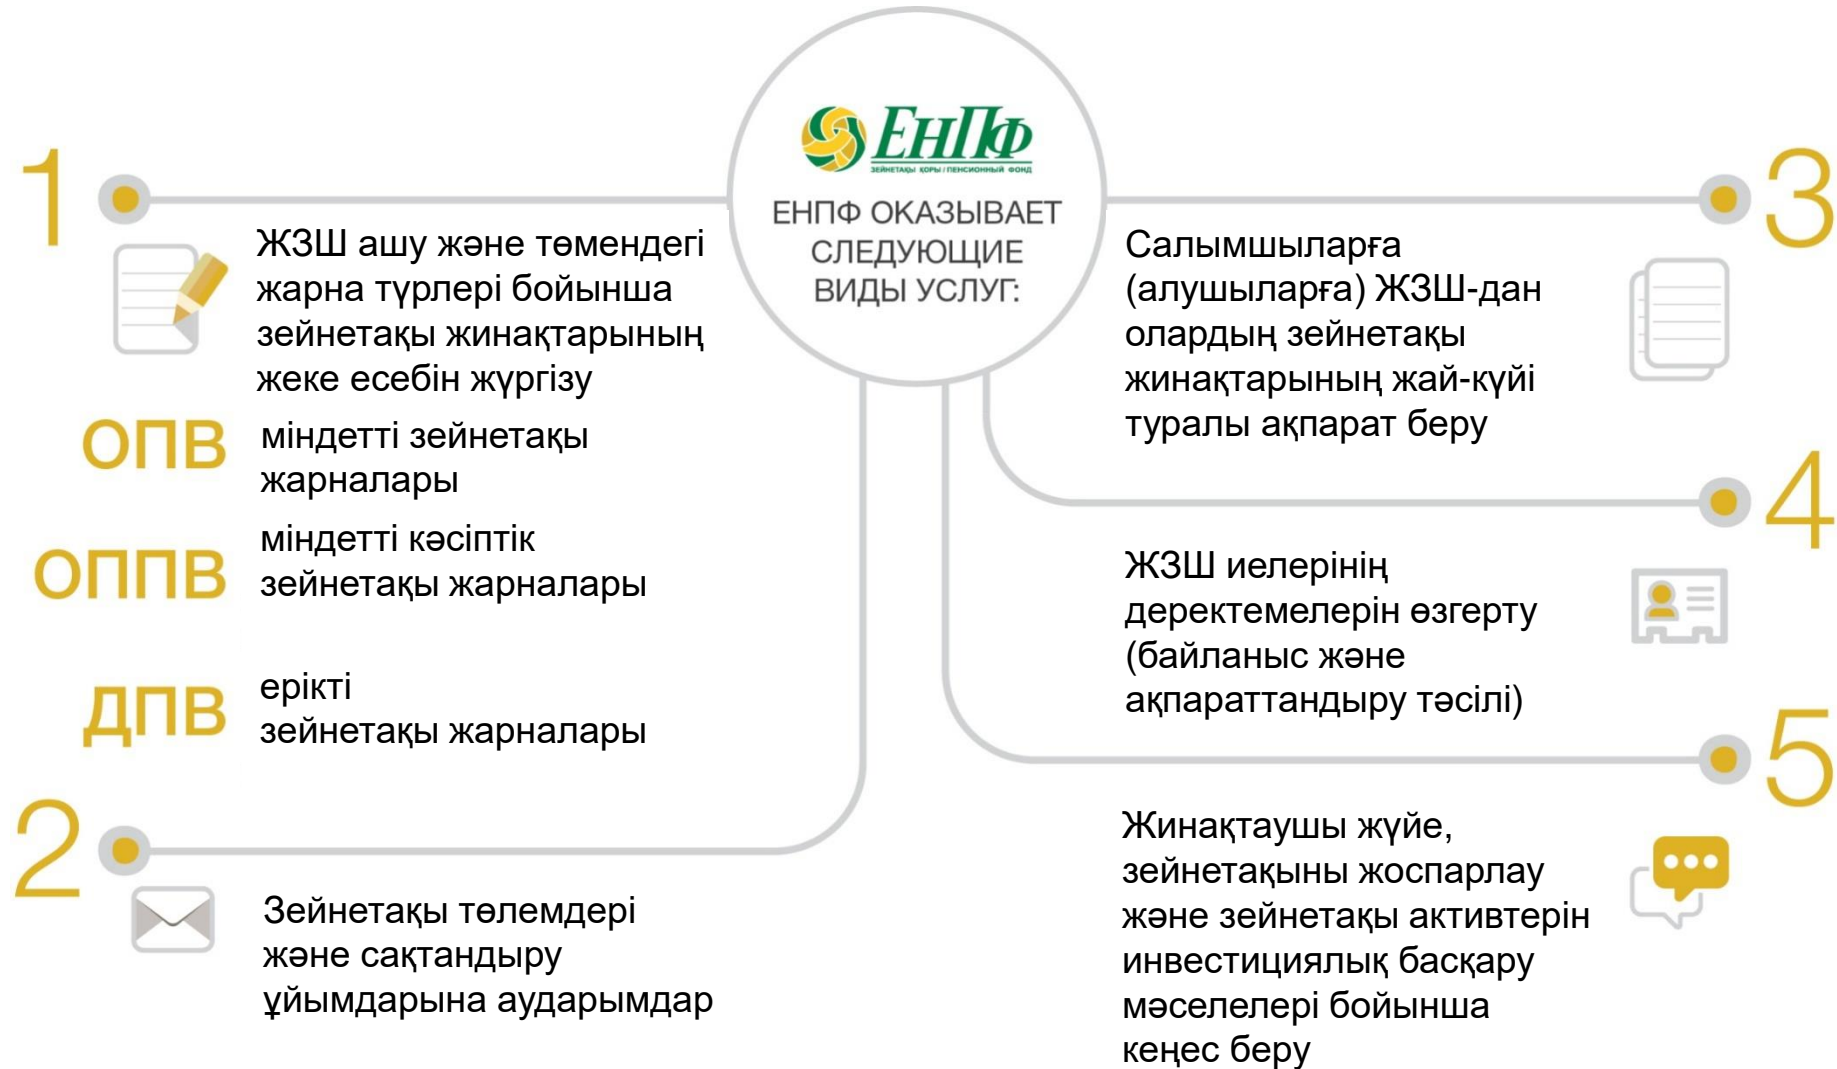 ЕНПФ
ЗЕЙНЕТАҚЫ ҚОРЫ / ПЕНСИОННЫЙ ФОНД
ЕНПФ ОКАЗЫВАЕТ
СЛЕДУЮЩИЕ
ВИДЫ УСЛУГ:
1
ЖЗШ ашу және төмендегі
жарна түрлері бойынша
зейнетақы жинақтарының
жеке есебін жүргізу
ОПВ
міндетті зейнетақы
жарналары
ОППВ
міндетті кәсіптік
зейнетақы жарналары
ДПВ
ерікті
зейнетақы жарналары
2
Зейнетақы төлемдері
және сақтандыру
ұйымдарына аударымдар
3
Салымшыларға
(алушыларға) ЖЗШ-дан
олардың зейнетақы
жинақтарының жай-күйі
туралы ақпарат беру
4
ЖЗШ иелерінің
деректемелерін өзгерту
(байланыс және
ақпараттандыру тәсілі)
5
Жинақтаушы жүйе,
зейнетақыны жоспарлау
және зейнетақы активтерін
инвестициялық басқару
мәселелері бойынша
кеңес беру